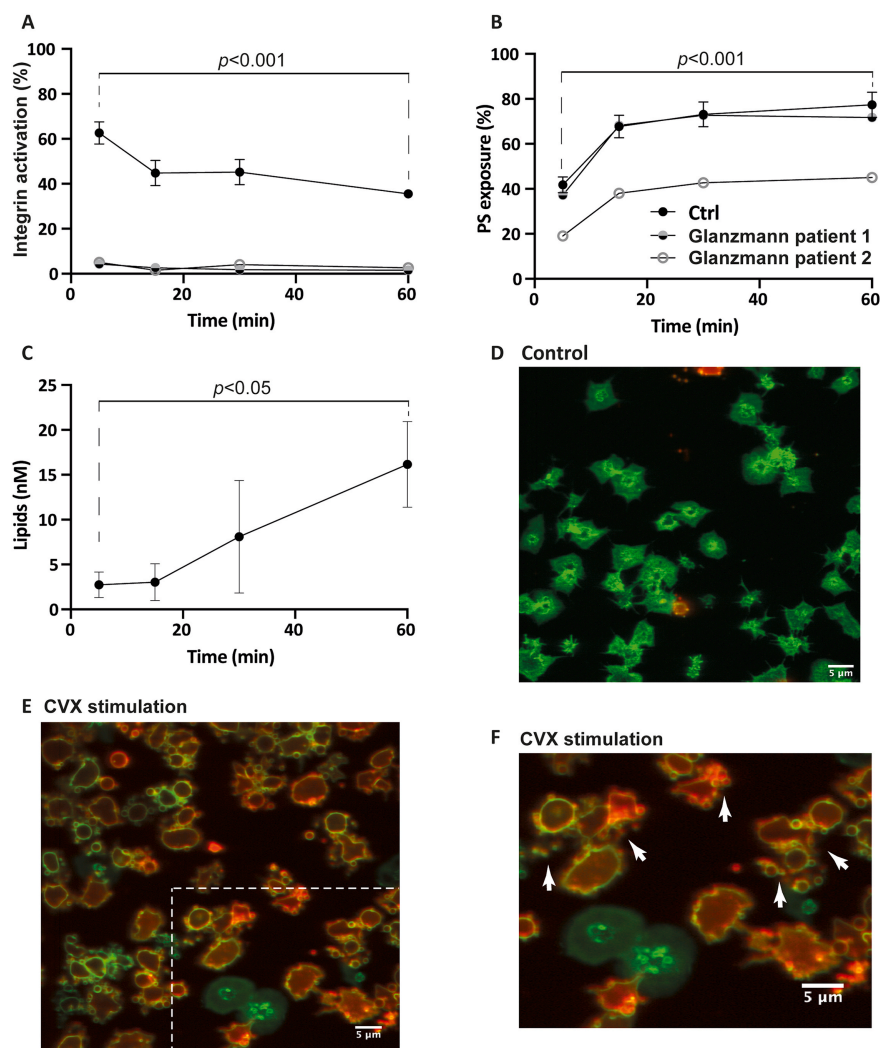 A
100
80
60
40
20
0
Integrin activation (%)
p<0.001
0 20 40 60
Time (min)
B
100
80
60
40
20
0
PS exposure (%)
p<0.001
Ctrl
Glanzmann patient 1
Glanzmann patient 2
0 20 40 60
Time (min)
C
25
20
15
10
5
0
Lipids (nM)
p<0.05
0 20 40 60
Time (min)
D Control
5 µm
E CVX stimulation
5 µm
F CVX stimulation
5 µm